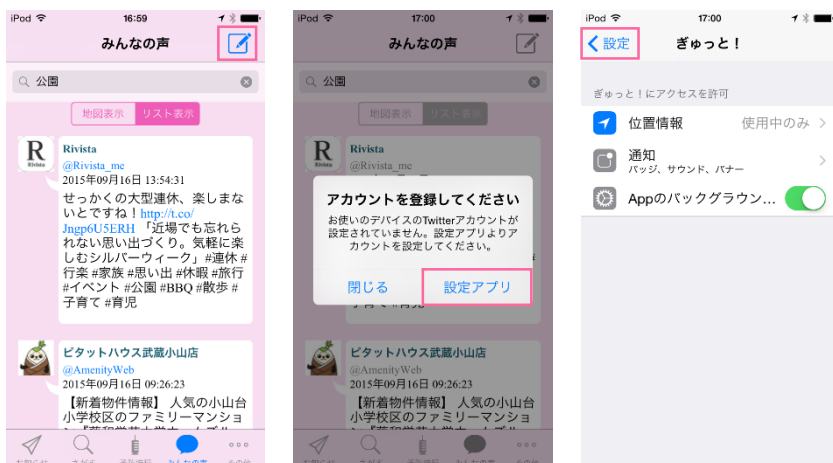 iPod 16:59
みんなの声
公園
地図表示 リスト表示
R
Rivista
Rivista
@Rivista_me
2015年09月16日 13:54:31
せっかくの大型連休、楽しまな
いとですね！http://t.co/
Jngp6U5ERH 「近場でも忘れら
れない思い出づくり。気軽に楽
しむシルバーウィーク」#連休 #
行楽 #家族 #思い出 #休暇 #旅行
#イベント #公園 #BBQ #散歩 #
子育て #育児
ピタットハウス武蔵小山店
@AmenityWeb
2015年09月16日 09:26:23
【新着物件情報】 人気の小山台
小学校区のファミリーマンショ
iPod 17:00
みんなの声
公園
地図表示 リスト表示
R
Rivista
Rivista
@Rivista_me
アカウントを登録してください
お使いのデバイスのTwitterアカウントが
設定されていません。設定アプリよりア
カウントを設定してください。
閉じる 設定アプリ
ピタットハウス武蔵小山店
@AmenityWeb
2015年09月16日 09:26:23
【新着物件情報】 人気の小山台
小学校区のファミリーマンショ
iPod 17:00
設定 ぎゅっと！
ぎゅっと！にアクセスを許可
位置情報 使用中のみ
通知
バッジ、サウンド、バナー
Appのバックグラウン...